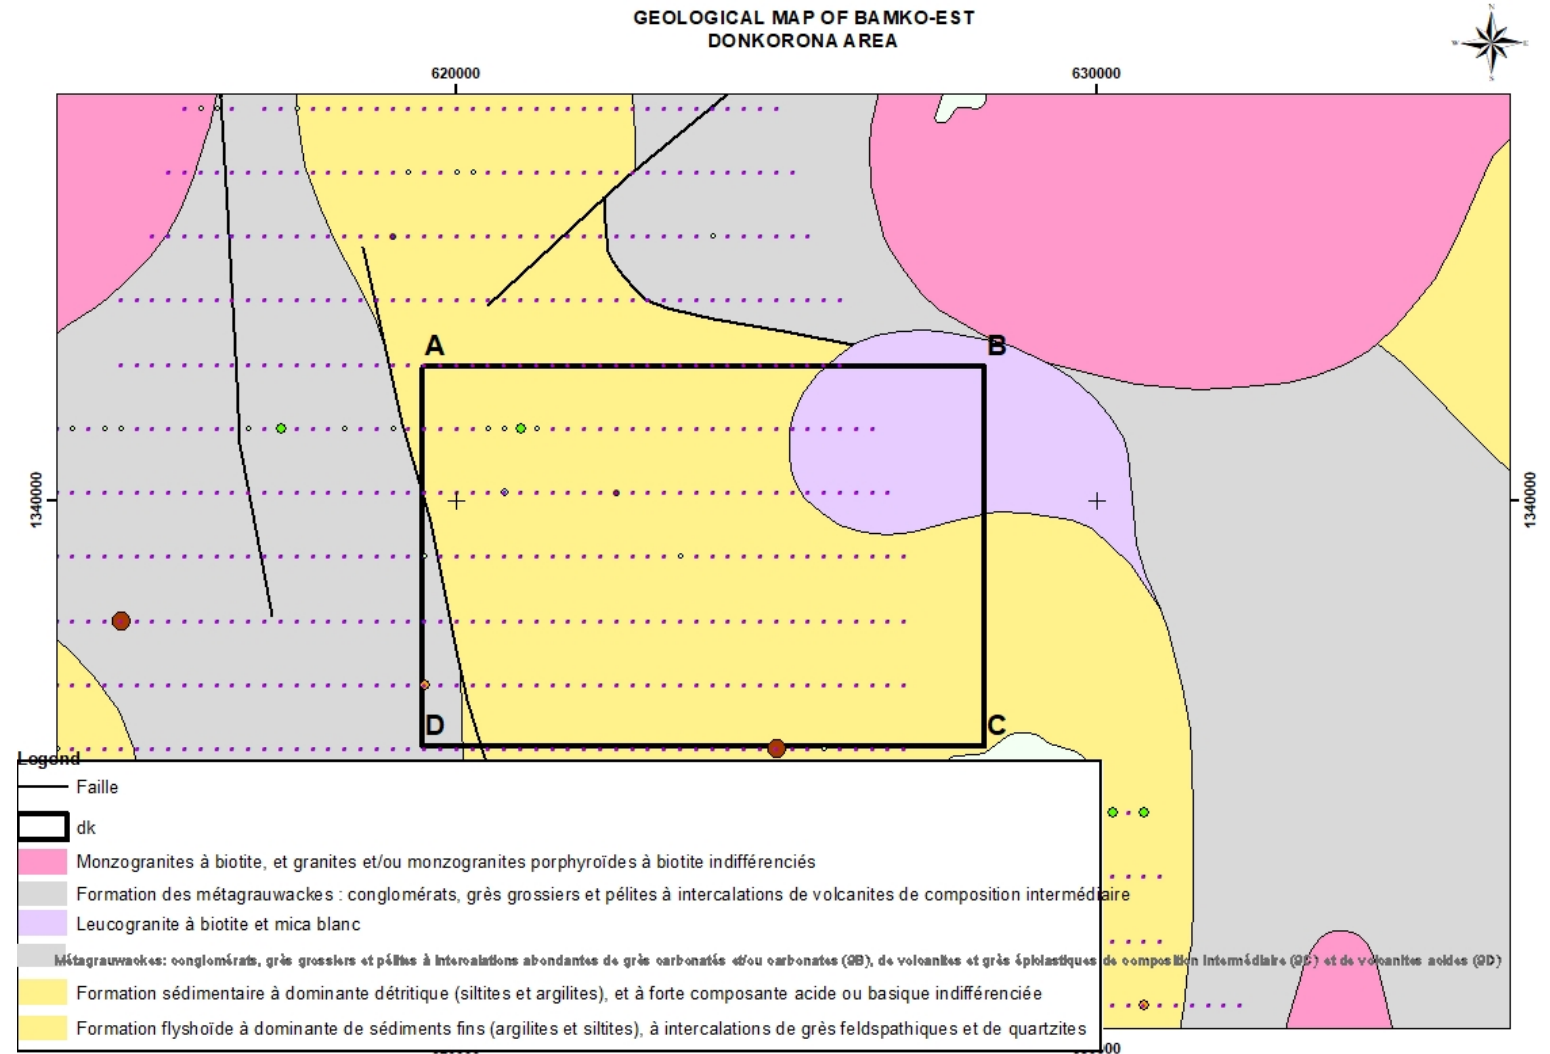 GEOLOGICAL MAP OF BAMKO-EST
DONKORONA AREA
N
W E
S
620000 630000
A B
1340000 1340000
D C
Legend
Faille
dk
Monzogranites à biotite, et granites et/ou monzogranites porphyroïdes à biotite indifférenciés
Formation des métagrauwackes : conglomérats, grès grossiers et pélites à intercalations de volcanites de composition intermédiaire
Leucogranite à biotite et mica blanc
Métagrauwackes: conglomérats, grès grossiers et pélites à intercalations abondantes de grès carbonatés et/ou carbonates (9B), de volcanites et grès épiclastiques de composition intermédiaire (9C) et de volcanites acides (9D)
Formation sédimentaire à dominante détritique (siltites et argilites), et à forte composante acide ou basique indifférenciée
Formation flyshoïde à dominante de sédiments fins (argilites et siltites), à intercalations de grès feldspathiques et de quartzites